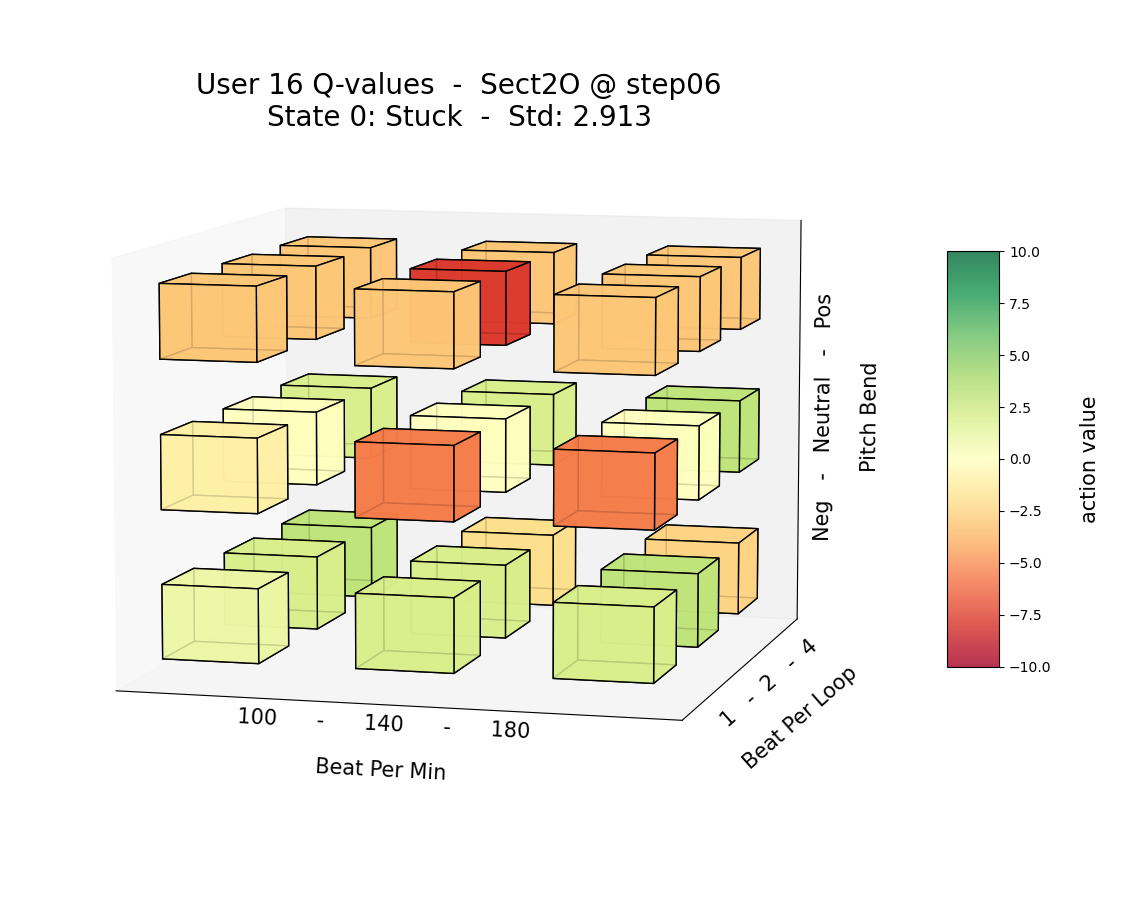 User 16 Q-values  -  Sect2O @ step06
State 0: Stuck  -  Std: 2.913
10.0
7.5
5.0
2.5
0.0
−2.5
−5.0
−7.5
−10.0
action value
Neg   -   Neutral   -   Pos
Pitch Bend
1  -  2  -  4
Beat Per Loop
100     -     140     -     180
Beat Per Min